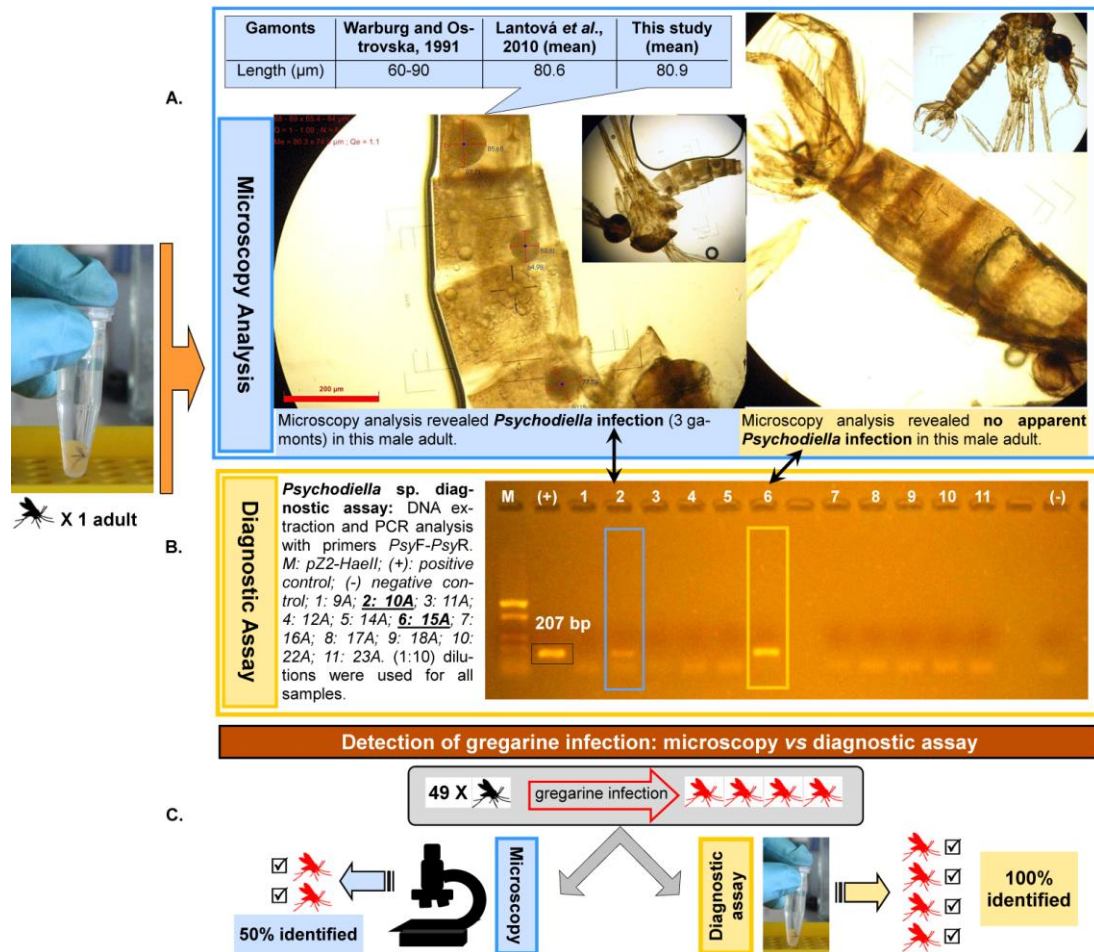 A.
Gamonts
Warburg and Os-
trovska, 1991
Lantová et al.,
2010 (mean)
This study
(mean)
Length (µm)
60-90
80.6
80.9
Microscopy Analysis
200 µm
Microscopy analysis revealed Psychodiella infection (3 ga-
monts) in this male adult.
Microscopy analysis revealed no apparent
Psychodiella infection in this male adult.
X 1 adult
B.
Diagnostic Assay
Psychodiella sp. diag-
nostic assay: DNA ex-
traction and PCR analysis
with primers PsyF-PsyR.
M: pZ2-HaeII; (+): positive
control; (-) negative con-
trol; 1: 9A; 2: 10A; 3: 11A;
4: 12A; 5: 14A; 6: 15A; 7:
16A; 8: 17A; 9: 18A; 10:
22A; 11: 23A. (1:10) dilu-
tions were used for all
samples.
M (+) 1 2 3 4 5 6 7 8 9 10 11 (-)
207 bp
Detection of gregarine infection: microscopy vs diagnostic assay
C.
49 X
gregarine infection
Microscopy
50% identified
Diagnostic
assay
100%
identified